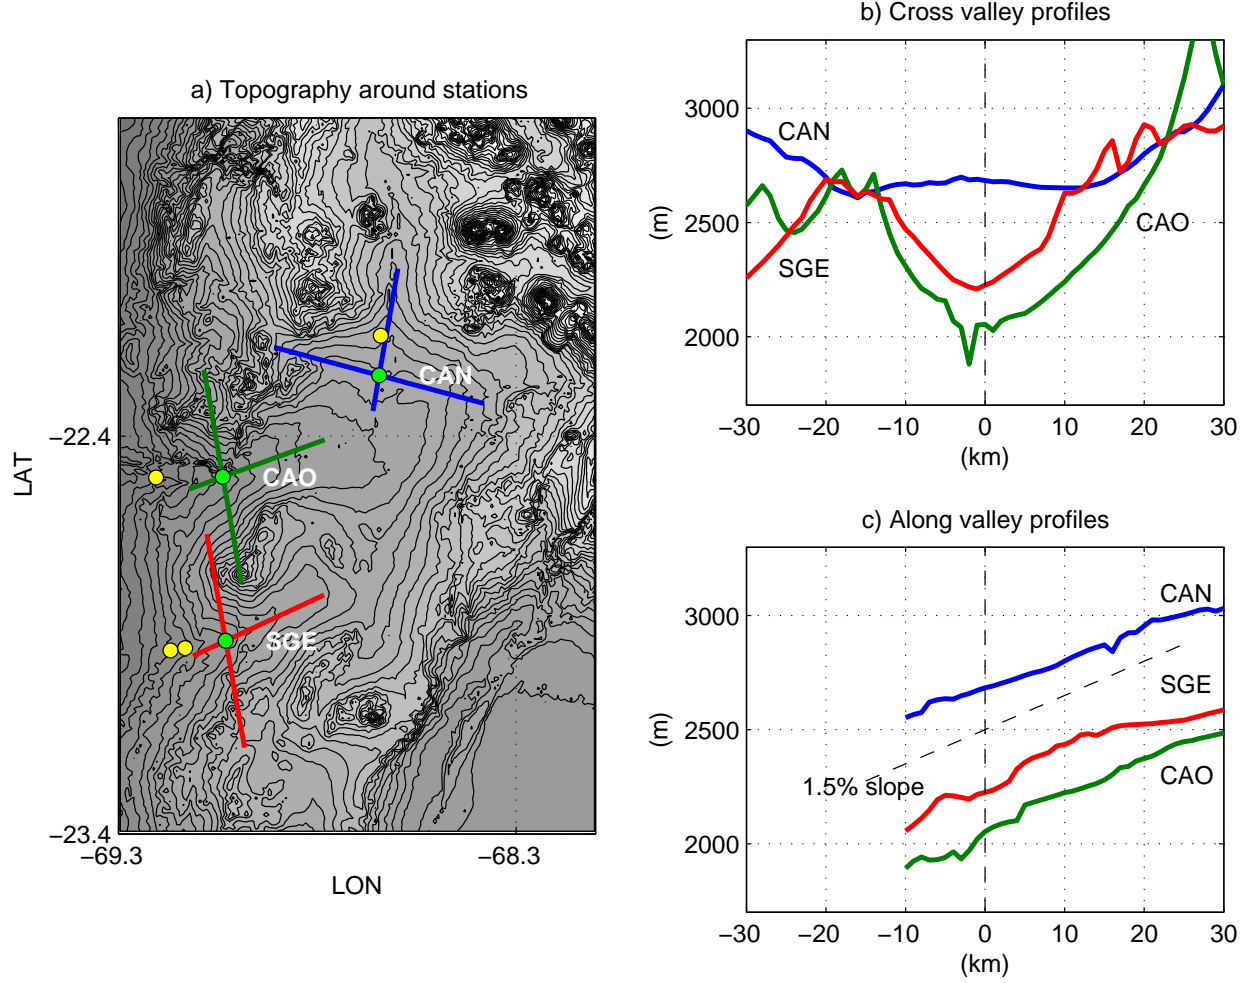 a) Topography around stations
CAN
CAO
SGE
−22.4
−23.4
−69.3
−68.3
LAT
LON
b) Cross valley profiles
3000
2500
2000
(m)
CAN
SGE
CAO
−30
−20
−10
0
10
20
30
(km)
c) Along valley profiles
3000
2500
2000
(m)
CAN
SGE
CAO
1.5% slope
−30
−20
−10
0
10
20
30
(km)